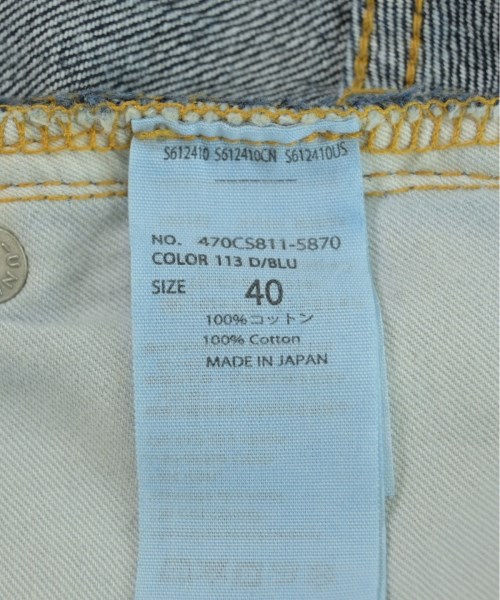 S612410 S612410CN S612410US
NO. 470CS811-5870
COLOR 113 D/BLU
SIZE 40
100%コットン
100% Cotton
MADE IN JAPAN